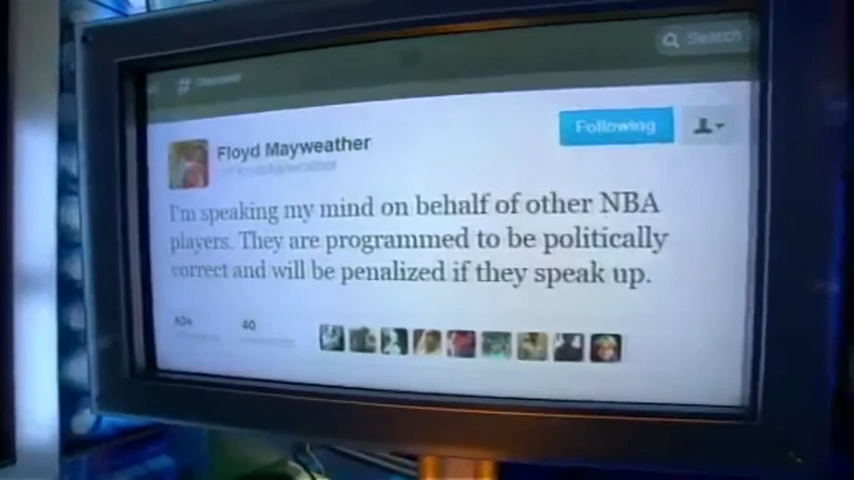 Search
Floyd Mayweather
Following
I'm speaking my mind on behalf of other NBA
players. They are programmed to be politically
correct and will be penalized if they speak up.
40